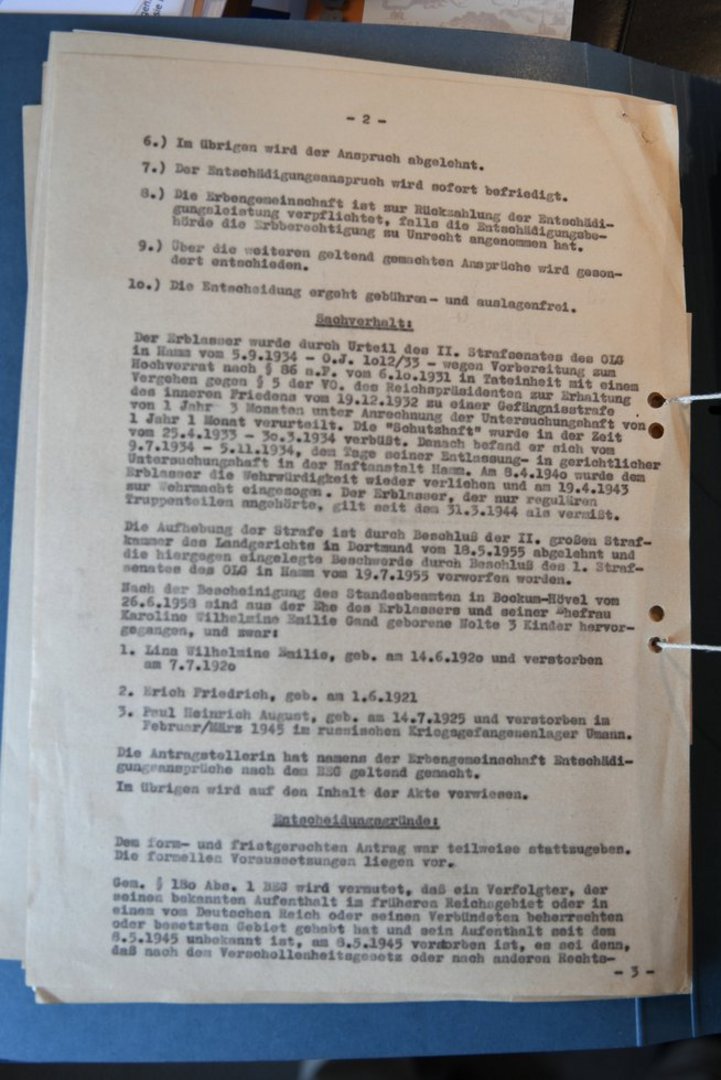 - 2 -
6.) Im übrigen wird der Anspruch abgelehnt.
7.) Der Entschädigungsanspruch wird sofort befriedigt.
8.) Die Erbengemeinschaft ist zur Rückzahlung der Entschädi-
gungsleistung verpflichtet, falls die Entschädigungsbe-
hörde die Erbberechtigung zu Unrecht angenommen hat.
9.) Über die weiteren geltend gemachten Ansprüche wird geson-
dert entschieden.
1o.) Die Entscheidung ergeht gebühren- und auslagenfrei.
Sachverhalt:
Der Erblasser wurde durch Urteil des II. Strafsenates des OLG
in Hamm vom 5.9.1934 - O.J. 1o12/33 - wegen Vorbereitung zum
Hochverrat nach § 86 a.F. vom 6.1o.1931 in Tateinheit mit einem
Vergehen gegen § 5 der VO. des Reichspräsidenten zur Erhaltung
des inneren Friedens vom 19.12.1932 zu einer Gefängnisstrafe
von 1 Jahr 3 Monaten unter Anrechnung der Untersuchungshaft von
1 Jahr 1 Monat verurteilt. Die "Schutzhaft" wurde in der Zeit
vom 25.4.1933 - 3o.3.1934 verbüßt. Danach befand er sich vom
9.7.1934 - 5.11.1934, dem Tage seiner Entlassung- in gerichtlicher
Untersuchungshaft in der Haftanstalt Hamm. Am 8.4.194o wurde dem
Erblasser die Wehrwürdigkeit wieder verliehen und am 19.4.1943
zur Wehrmacht eingezogen. Der Erblasser, der nur regulären
Truppenteilen angehörte, gilt seit dem 31.3.1944 als vermißt.
Die Aufhebung der Strafe ist durch Beschluß der II. großen Straf-
kammer des Landgerichts in Dortmund vom 18.5.1955 abgelehnt und
die hiergegen eingelegte Beschwerde durch Beschluß des 1. Straf-
senates des OLG in Hamm vom 19.7.1955 verworfen worden.
Nach der Bescheinigung des Standesbeamten in Bockum-Hövel vom
26.6.1958 sind aus der Ehe des Erblassers und seiner Ehefrau
Karoline Wilhelmine Emilie Gand geborene Nolte 3 Kinder hervor-
gegangen, und zwar:
1. Lina Wilhelmine Emilie, geb. am 14.6.192o und verstorben
am 7.7.192o
2. Erich Friedrich, geb. am 1.6.1921
3. Paul Heinrich August, geb. am 14.7.1925 und verstorben im
Februar/März 1945 im russischen Kriegsgefangenenlager Umann.
Die Antragstellerin hat namens der Erbengemeinschaft Entschädi-
gungsansprüche nach dem BEG geltend gemacht.
Im übrigen wird auf den Inhalt der Akte verwiesen.
Entscheidungsgründe:
Dem form- und fristgerechten Antrag war teilweise stattzugeben.
Die formellen Voraussetzungen liegen vor.
Gem. § 18o Abs. 1 BEG wird vermutet, daß ein Verfolgter, der
seinen bekannten Aufenthalt im früheren Reichsgebiet oder in
einem vom Deutschen Reich oder seinen Verbündeten beherrschten
oder besetzten Gebiet gehabt hat und sein Aufenthalt seit dem
8.5.1945 unbekannt ist, am 8.5.1945 verstorben ist, es sei denn,
daß nach dem Verschollenheitsgesetz oder nach anderen Rechts-
- 3 -